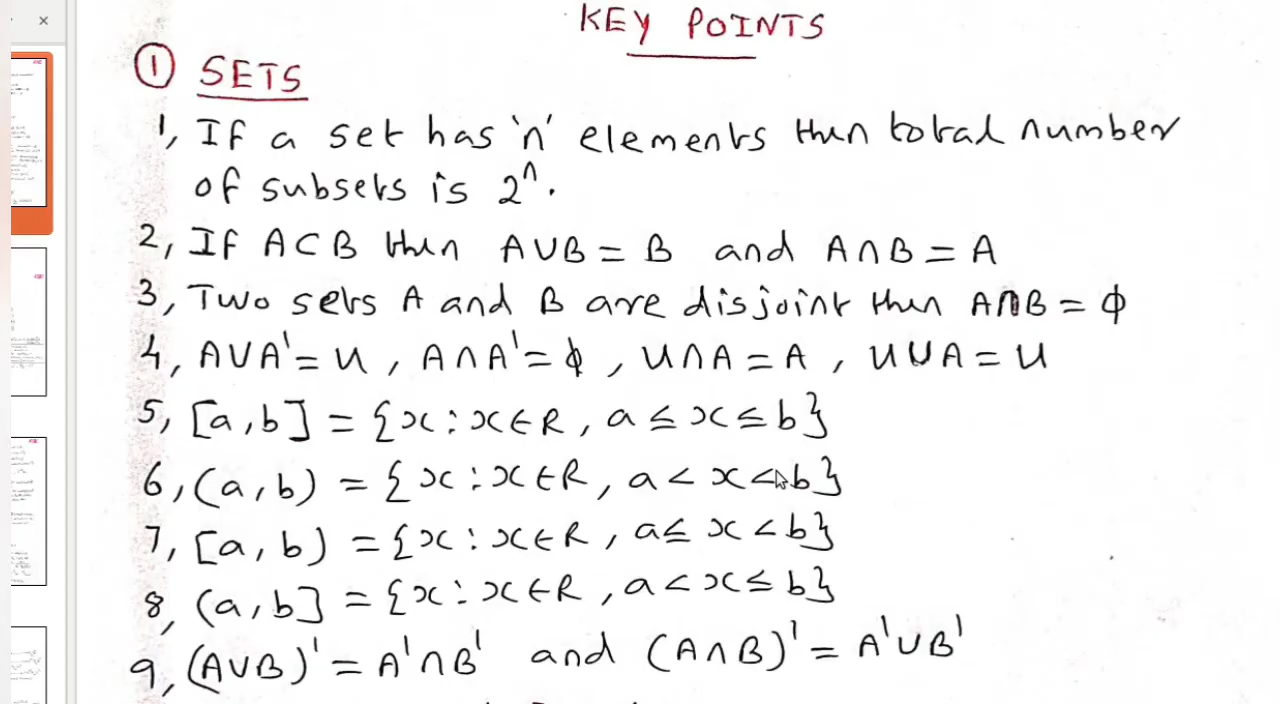 KEY POINTS
① SETS
1, If a set has 'n' elements then total number
of subsets is 2ⁿ.
2, If A⊂B then A∪B = B and A∩B = A
3, Two sets A and B are disjoint then A∩B = ϕ
4, A∪A' = U , A∩A' = ϕ , U∩A = A , U∪A = U
5, [a,b] = {x : x∈R , a ≤ x ≤ b}
6, (a,b) = {x : x∈R , a < x < b}
7, [a,b) = {x : x∈R , a ≤ x < b}
8, (a,b] = {x : x∈R , a < x ≤ b}
9, (A∪B)' = A'∩B' and (A∩B)' = A'∪B'